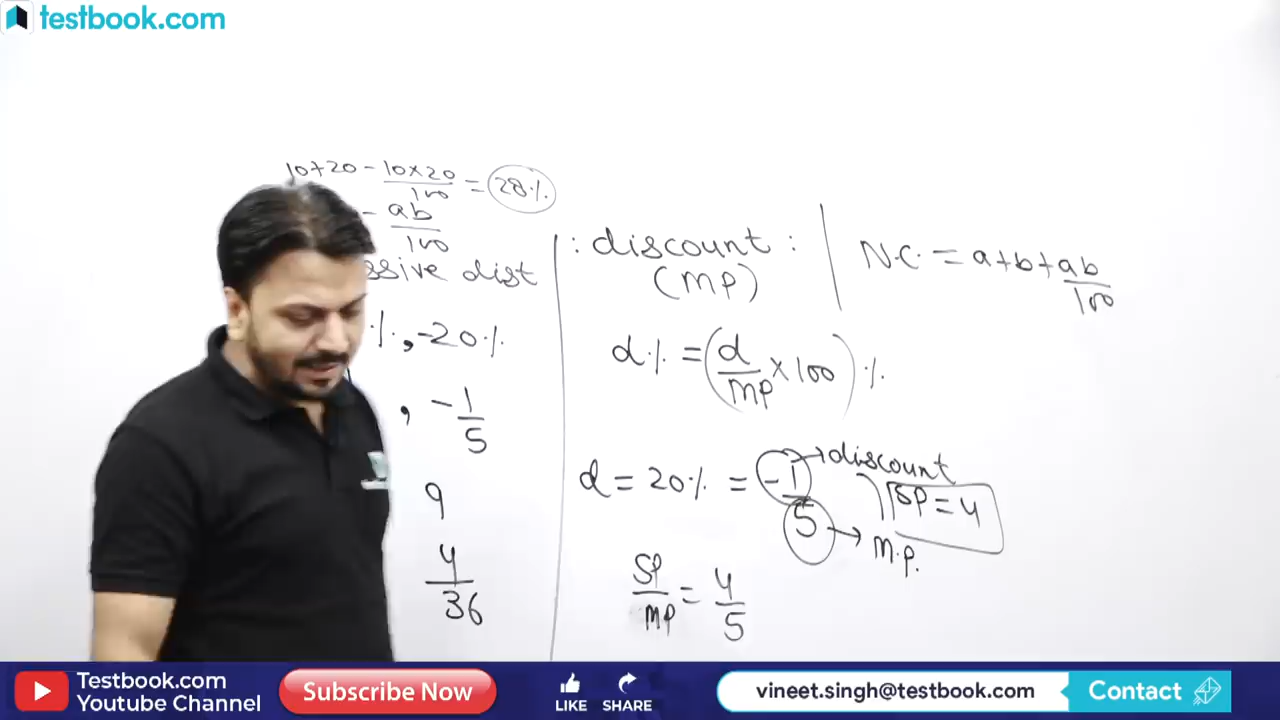 testbook.com
10+20 - 10×20/100 = 28%
- ab/100
ssive dist
%, -20%
, -1/5
9
4
36
: discount :
(MP)
d% = (d/MP × 100)%
d = 20% = -1/5
→ discount
SP = 4
→ M.P.
SP/MP = 4/5
N.C. = a+b+ab/100
Testbook.com
YouTube Channel
Subscribe Now
LIKE
SHARE
vineet.singh@testbook.com
Contact